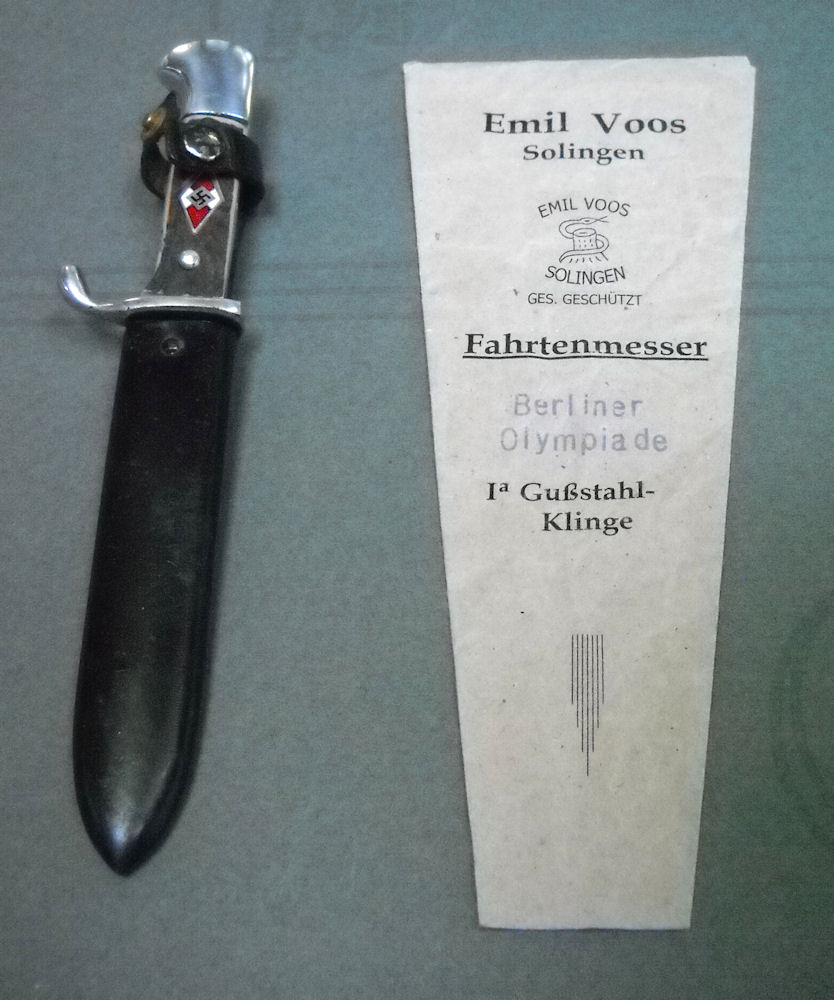 Emil Voos
Solingen
EMIL VOOS
SOLINGEN
GES. GESCHÜTZT
Fahrtenmesser
Berliner
Olympiade
Iª Gußstahl-
Klinge